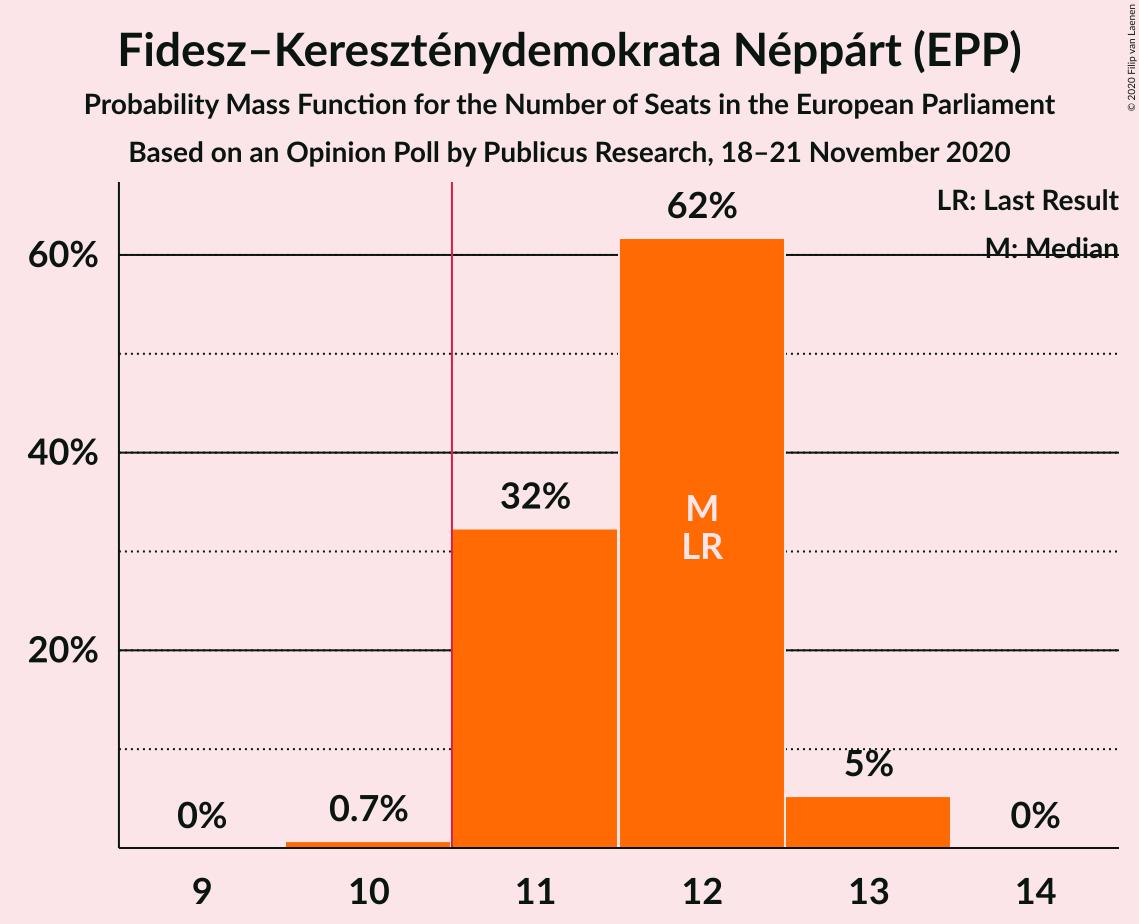 Fidesz–Kereszténydemokrata Néppárt (EPP)
Probability Mass Function for the Number of Seats in the European Parliament
Based on an Opinion Poll by Publicus Research, 18–21 November 2020
© 2020 Filip van Laenen
LR: Last Result
M: Median
60%
40%
20%
0%
0.7%
32%
62%
M
LR
5%
0%
9
10
11
12
13
14